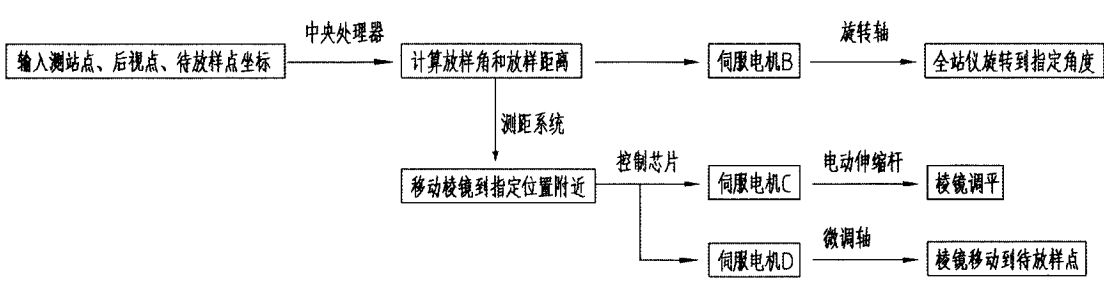 中央处理器
旋转轴
输入测站点、后视点、待放样点坐标
计算放样角和放样距离
伺服电机B
全站仪旋转到指定角度
测距系统
控制芯片
电动伸缩杆
移动棱镜到指定位置附近
伺服电机C
棱镜调平
微调轴
伺服电机D
棱镜移动到待放样点